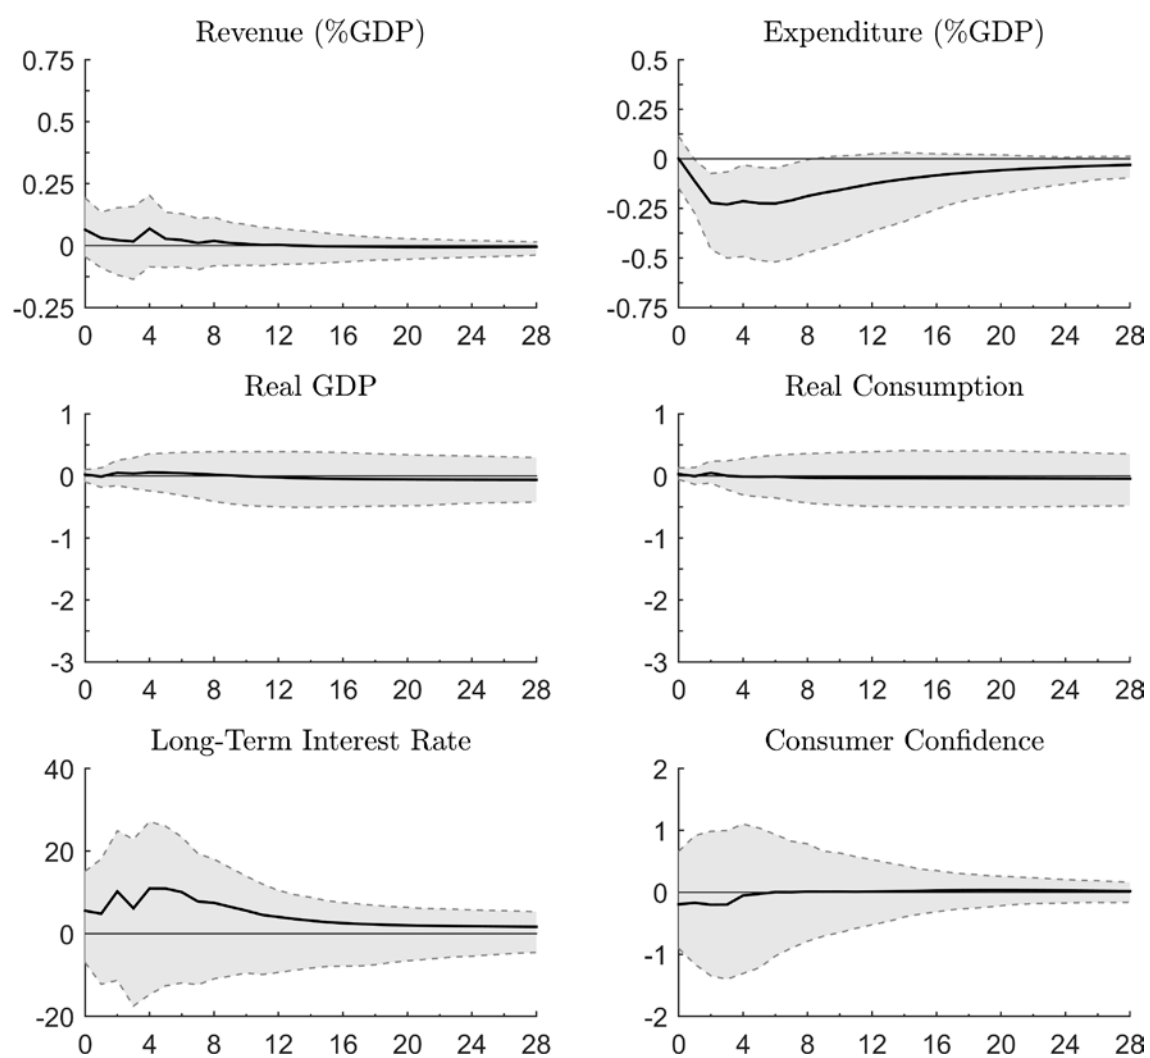 Revenue (%GDP)
0.75
0.5
0.25
0
-0.25
0 4 8 12 16 20 24 28
Expenditure (%GDP)
0.5
0.25
0
-0.25
-0.5
-0.75
0 4 8 12 16 20 24 28
Real GDP
1
0
-1
-2
-3
0 4 8 12 16 20 24 28
Real Consumption
1
0
-1
-2
-3
0 4 8 12 16 20 24 28
Long-Term Interest Rate
40
20
0
-20
0 4 8 12 16 20 24 28
Consumer Confidence
2
1
0
-1
-2
0 4 8 12 16 20 24 28